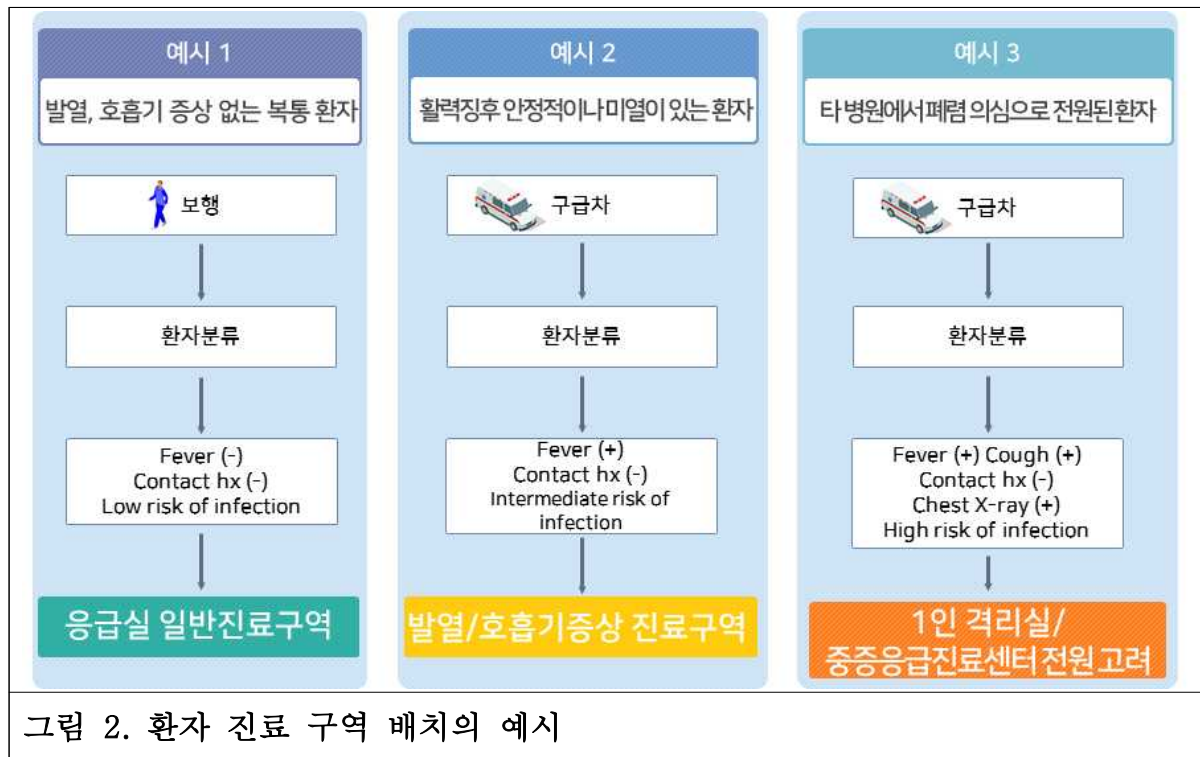 예시 1
발열, 호흡기 증상 없는 복통 환자
보행
환자분류
Fever (-)
Contact hx (-)
Low risk of infection
응급실 일반진료구역
예시 2
활력징후 안정적이나 미열이 있는 환자
구급차
환자분류
Fever (+)
Contact hx (-)
Intermediate risk of
infection
발열/호흡기증상 진료구역
예시 3
타 병원에서 폐렴 의심으로 전원된 환자
구급차
환자분류
Fever (+) Cough (+)
Contact hx (-)
Chest X-ray (+)
High risk of infection
1인 격리실/
중증응급진료센터 전원 고려
그림 2. 환자 진료 구역 배치의 예시